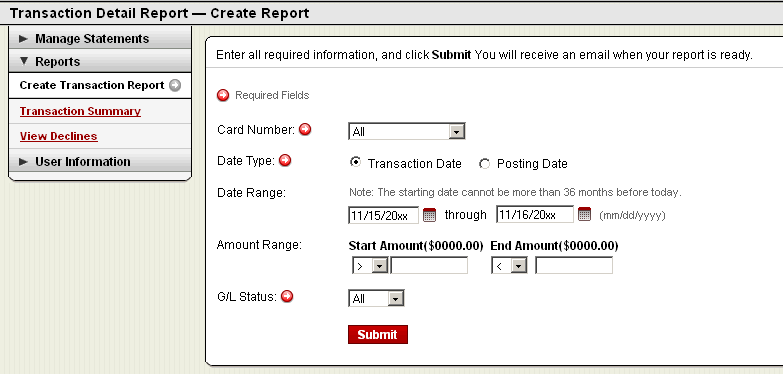 Transaction Detail Report — Create Report
Manage Statements
Reports
Create Transaction Report
Transaction Summary
View Declines
User Information
Enter all required information, and click Submit You will receive an email when your report is ready.
Required Fields
Card Number: All
Date Type: Transaction Date Posting Date
Date Range: Note: The starting date cannot be more than 36 months before today.
11/15/20xx through 11/16/20xx (mm/dd/yyyy)
Amount Range: Start Amount($0000.00) End Amount($0000.00)
> <
G/L Status: All
Submit